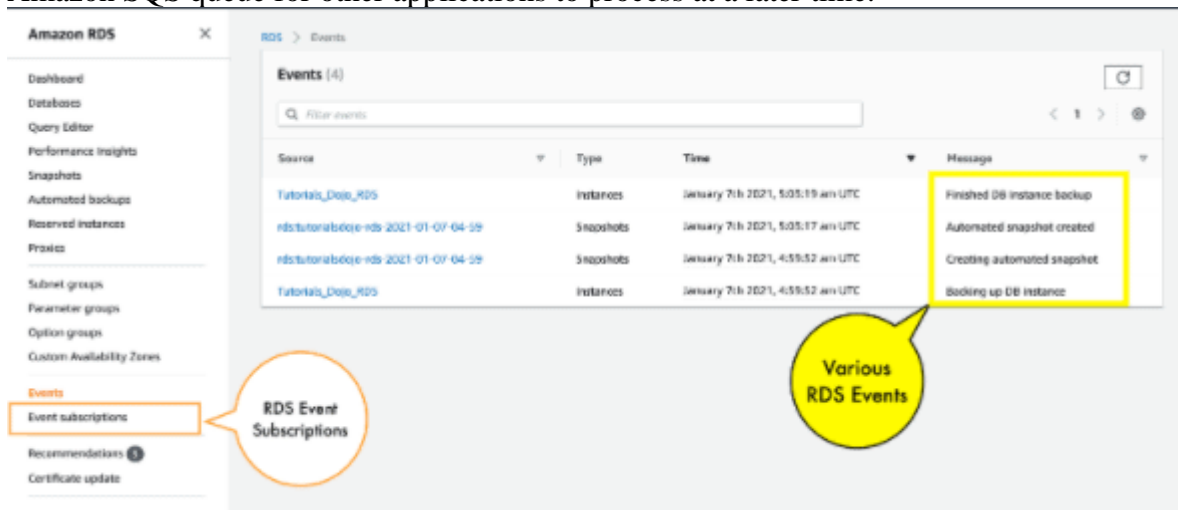 Amazon SQS queue for other applications to process at a later time.
Amazon RDS
RDS > Events
Dashboard
Databases
Query Editor
Performance Insights
Snapshots
Automated backups
Reserved instances
Proxies
Subnet groups
Parameter groups
Option groups
Custom Availability Zones
Events
Event subscriptions
Recommendations 5
Certificate update
Events (4)
Filter events
< 1 >
Source Type Time Message
Tutorials_Dojo_RDS Instances January 7th 2021, 5:05:19 am UTC Finished DB instance backup
rds:tutorialsdojo-rds-2021-01-07-04-59 Snapshots January 7th 2021, 5:05:17 am UTC Automated snapshot created
rds:tutorialsdojo-rds-2021-01-07-04-59 Snapshots January 7th 2021, 4:59:52 am UTC Creating automated snapshot
Tutorials_Dojo_RDS Instances January 7th 2021, 4:59:52 am UTC Backing up DB instance
RDS Event
Subscriptions
Various
RDS Events